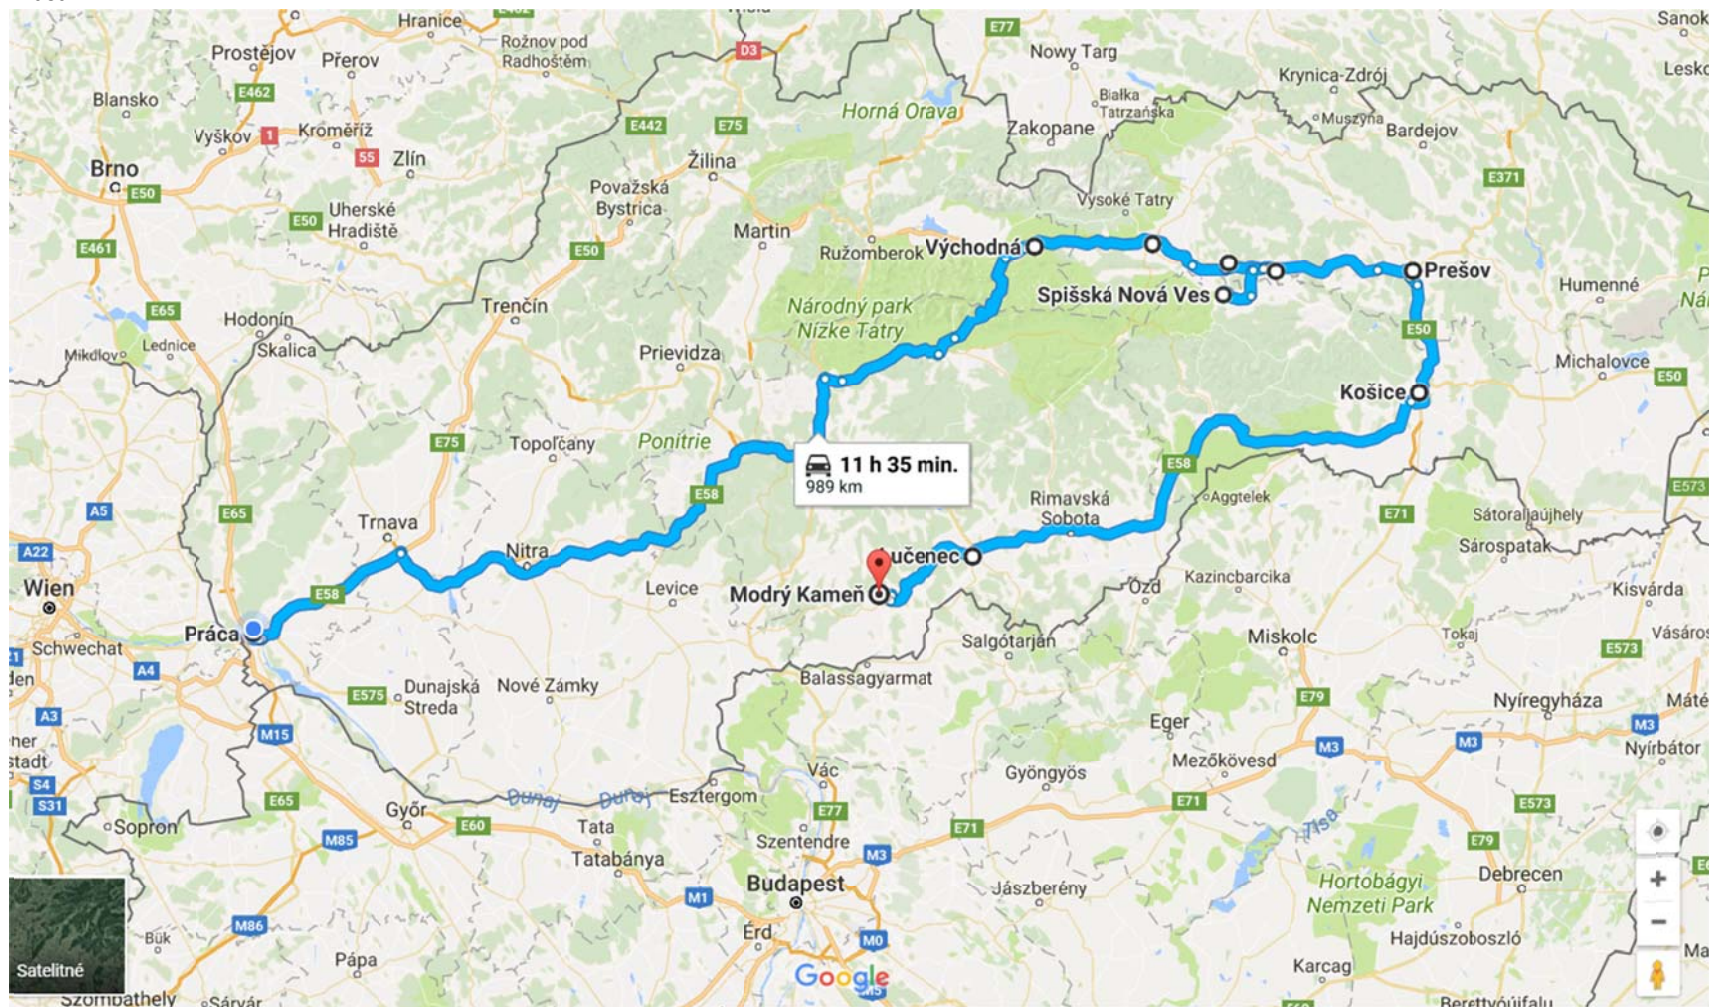 Hranice
Sanok
Rožnov pod
Radhoštěm
E77
Nowy Targ
Prostějov
Přerov
D3
Lesko
Krynica-Zdrój
Blansko
E462
Horná Orava
Białka
Tatrzańska
Muszyna
Vyškov
1
Kroměříž
E442
E75
Zakopane
Bardejov
55
Zlín
Žilina
Brno
E50
Považská
Bystrica
Vysoké Tatry
E371
Uherské
Hradiště
E50
E461
E50
Martin
Ružomberok
Východná
Prešov
Spišská Nová Ves
Humenné
Trenčín
Národný park
Nízke Tatry
E65
Hodonín
Skalica
Lednice
Mikulov
Prievidza
E50
Michalovce
E50
Košice
E75
Topoľčany
Ponitrie
11 h 35 min.
989 km
E58
E58
Aggtelek
E573
A5
E65
Trnava
Rimavská
Sobota
E71
Sátoraljaújhely
Sárospatak
A22
Nitra
Lučenec
Wien
E58
Levice
Modrý Kameň
Ózd
Kazincbarcika
Kisvárda
Práca
Schwechat
Salgótarján
Miskolc
Tokaj
E573
A4
Balassagyarmat
E575
Dunajská
Streda
Nové Zámky
E79
Nyíregyháza
A3
M15
Eger
M3
M3
M3
Nyírbátor
Vác
Mezőkövesd
Gyöngyös
S4
S31
E65
Győr
Dunaj
Dunaj
Esztergom
E77
E71
E573
Sopron
E60
Tata
E71
Tisa
M85
Szentendre
E79
Tatabánya
M3
Budapest
Jászberény
Hortobágyi
Nemzeti Park
Debrecen
M1
M86
Érd
M0
Bük
Hajdúszoboszló
Pápa
Google
Karcag
Satelitné
M5
Szombathely
Sárvár
Berettyóújfalu